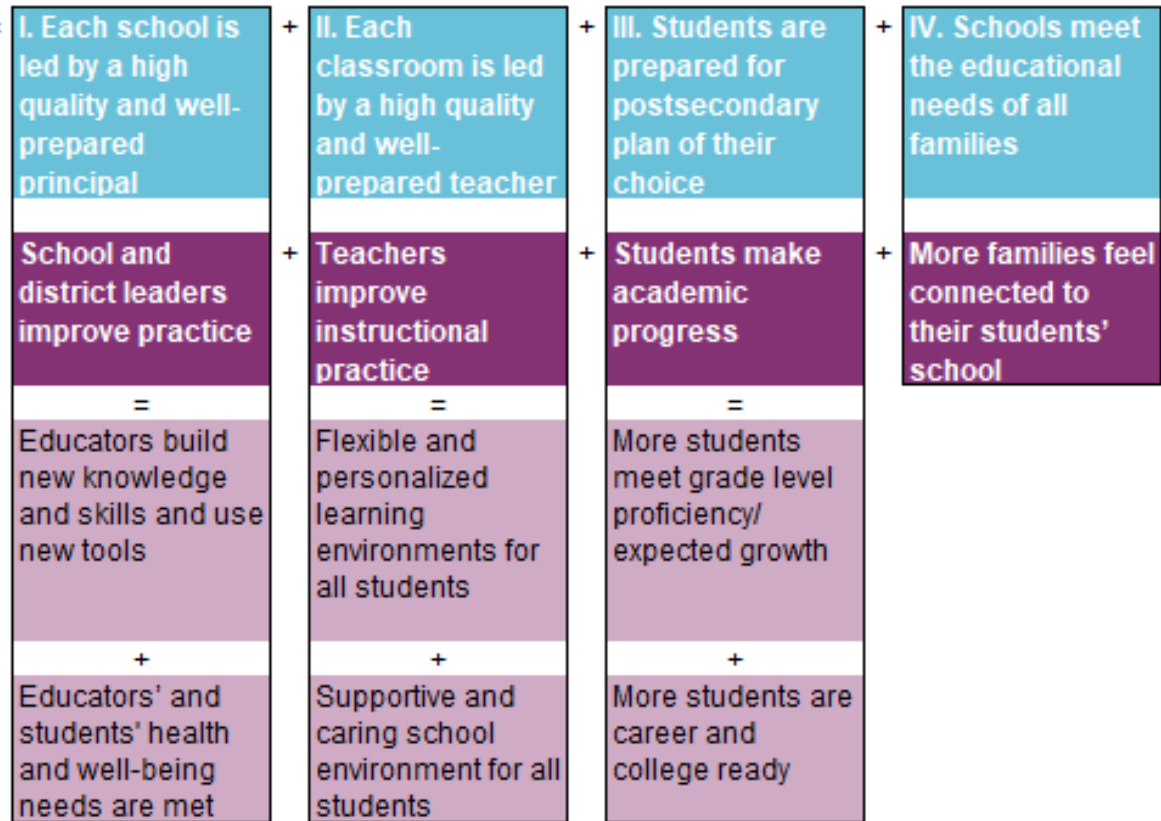 = I. Each school is
led by a high
quality and well-
prepared
principal
+
II. Each
classroom is led
by a high quality
and well-
prepared teacher
+
III. Students are
prepared for
postsecondary
plan of their
choice
+
IV. Schools meet
the educational
needs of all
families
School and
district leaders
improve practice
+
Teachers
improve
instructional
practice
+
Students make
academic
progress
+
More families feel
connected to
their students’
school
=
Educators build
new knowledge
and skills and use
new tools
=
Flexible and
personalized
learning
environments for
all students
=
More students
meet grade level
proficiency/
expected growth
+
Educators’ and
students' health
and well-being
needs are met
+
Supportive and
caring school
environment for all
students
+
More students are
career and
college ready